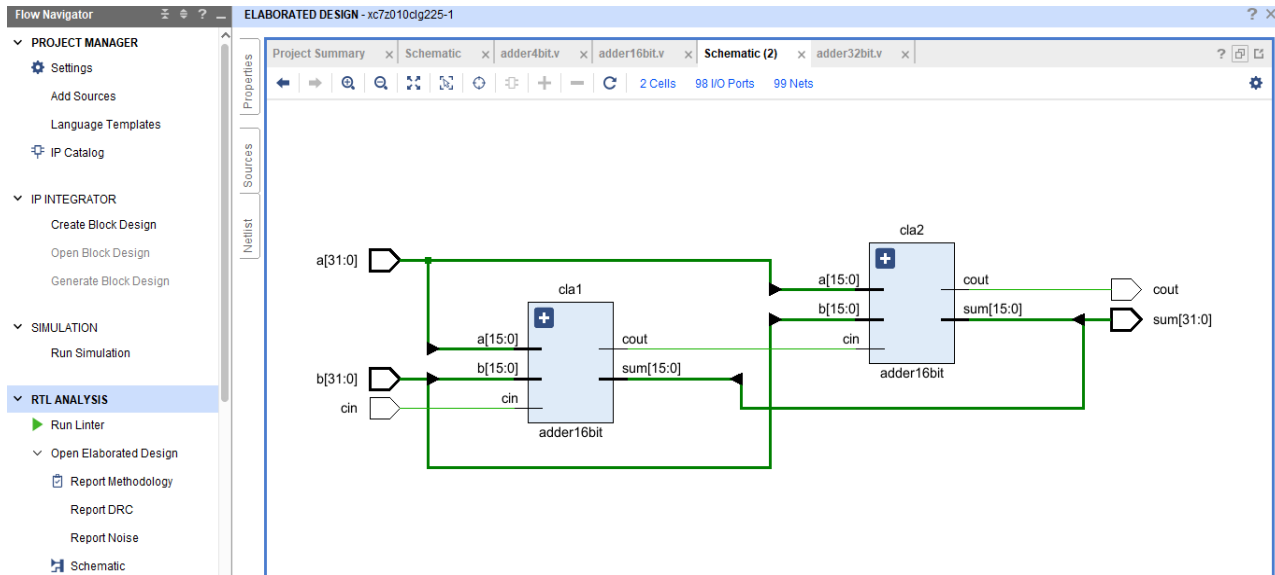 Flow Navigator
?
ELABORATED DESIGN - xc7z010clg225-1
?
PROJECT MANAGER
Settings
Add Sources
Language Templates
IP Catalog
IP INTEGRATOR
Create Block Design
Open Block Design
Generate Block Design
SIMULATION
Run Simulation
RTL ANALYSIS
Run Linter
Open Elaborated Design
Report Methodology
Report DRC
Report Noise
Schematic
Properties
Sources
Netlist
Project Summary
Schematic
adder4bit.v
adder16bit.v
Schematic (2)
adder32bit.v
?
2 Cells
98 I/O Ports
99 Nets
a[31:0]
b[31:0]
cin
cla1
a[15:0]
b[15:0]
cin
cout
sum[15:0]
adder16bit
cla2
a[15:0]
b[15:0]
cin
cout
sum[15:0]
adder16bit
cout
sum[31:0]